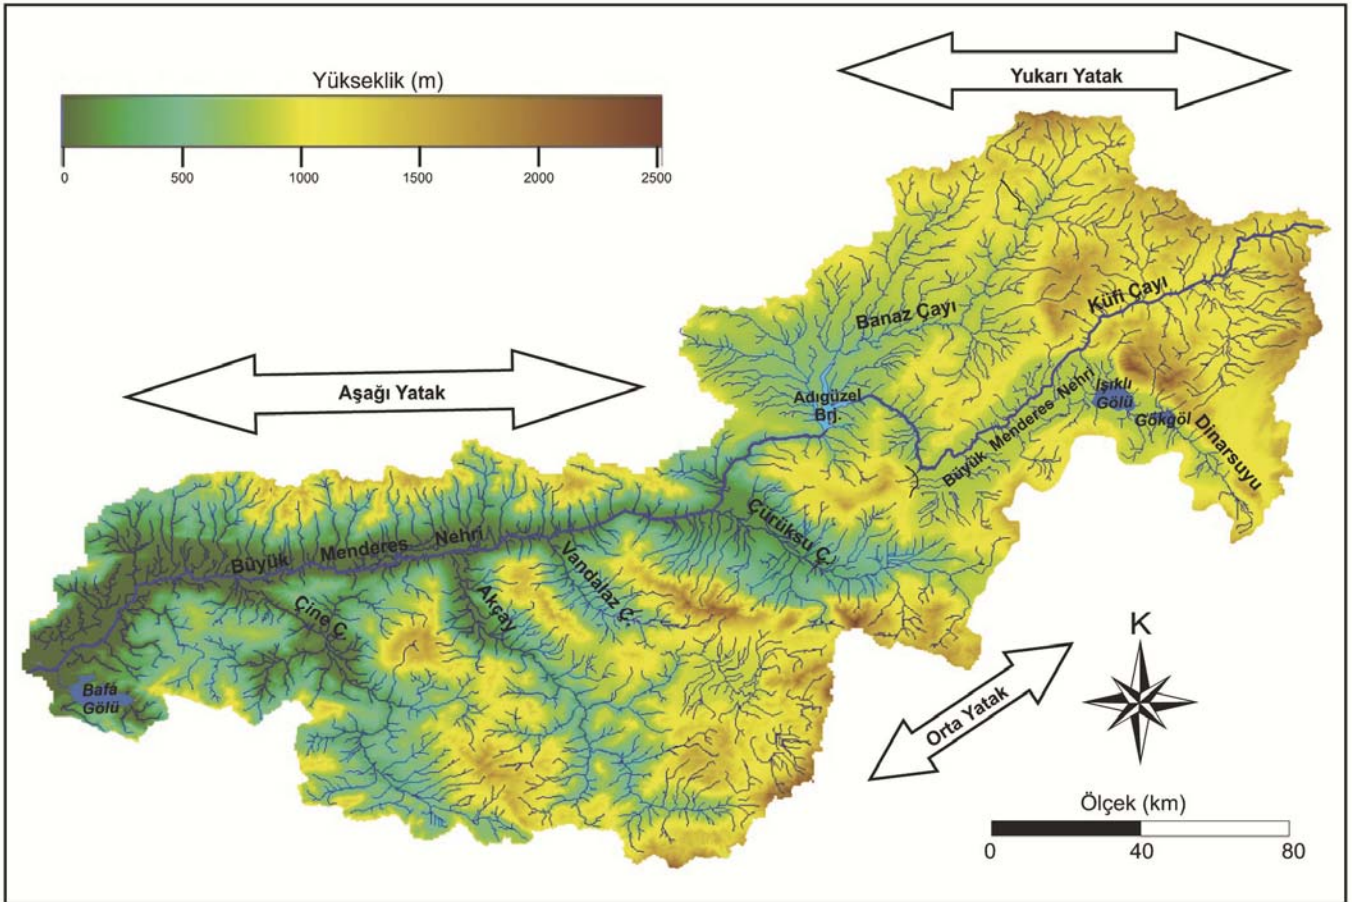 Yükseklik (m)
0 500 1000 1500 2000 2500
Yukarı Yatak
Aşağı Yatak
Orta Yatak
Banaz Çayı
Küfi Çayı
Adıgüzel
Brj.
Büyük Menderes Nehri
Işıklı
Gölü
Gökgöl
Dinarsuyu
Çürüksu Ç.
Büyük Menderes Nehri
Vandalaz Ç.
Akçay
Çine Ç.
Bafa
Gölü
K
Ölçek (km)
0 40 80